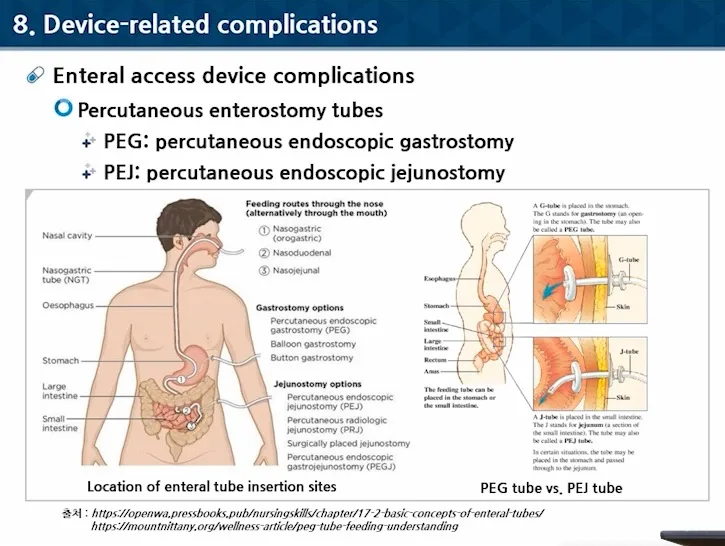 8. Device-related complications
Enteral access device complications
Percutaneous enterostomy tubes
PEG: percutaneous endoscopic gastrostomy
PEJ: percutaneous endoscopic jejunostomy
Nasal cavity
Nasogastric
tube (NGT)
Oesophagus
Stomach
Large
intestine
Small
intestine
Feeding routes through the nose
(alternatively through the mouth)
1 Nasogastric
(orogastric)
2 Nasoduodenal
3 Nasojejunal
Gastrostomy options
Percutaneous endoscopic
gastrostomy (PEG)
Balloon gastrostomy
Button gastrostomy
Jejunostomy options
Percutaneous endoscopic
jejunostomy (PEJ)
Percutaneous radiologic
jejunostomy (PRJ)
Surgically placed jejunostomy
Percutaneous endoscopic
gastrojejunostomy (PEGJ)
1
2
3
Location of enteral tube insertion sites
Esophagus
Stomach
Small
intestine
Large
intestine
Rectum
Anus
The feeding tube can be
placed in the stomach or
the small intestine.
A G-tube is placed in the stomach.
The G stands for gastrostomy (an open-
ing in the stomach). The tube may also
be called a PEG tube.
G-tube
Skin
J-tube
Skin
A J-tube is placed in the small intestine.
The J stands for jejunum (a section of
the small intestine). The tube may also
be called a PEJ tube.
In certain situations, the tube may be
placed in the stomach and passed
through to the jejunum.
PEG tube vs. PEJ tube
출처 : https://openwa.pressbooks.pub/nursingskills/chapter/17-2-basic-concepts-of-enteral-tubes/
https://mountnittany.org/wellness-article/peg-tube-feeding-understanding